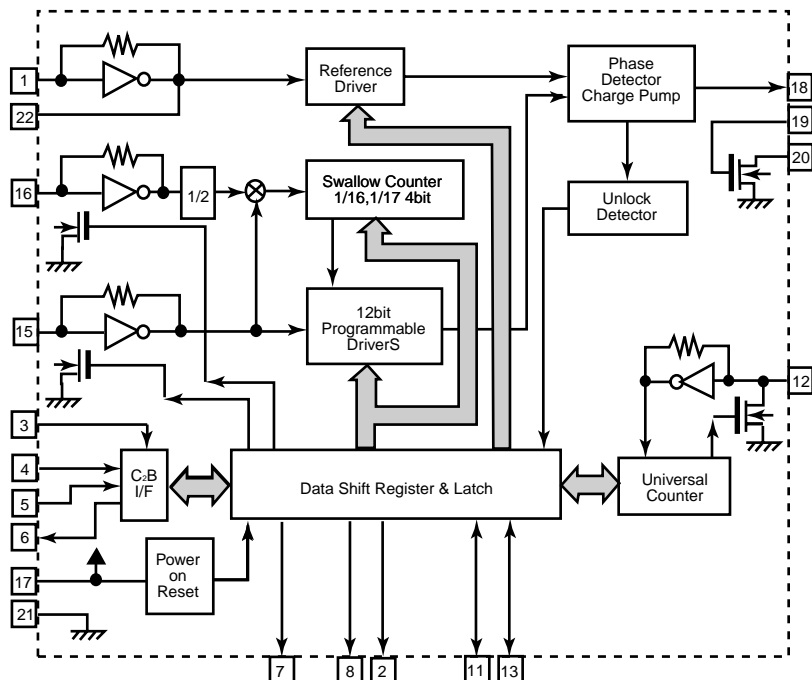 1
22
16
15
3
4
5
6
17
21
Reference
Driver
Phase
Detector
Charge Pump
18
19
20
1/2
Swallow Counter
1/16,1/17 4bit
Unlock
Detector
12bit
Programmable
DriverS
12
C₂B
I/F
Data Shift Register & Latch
Universal
Counter
Power
on
Reset
7
8
2
11
13